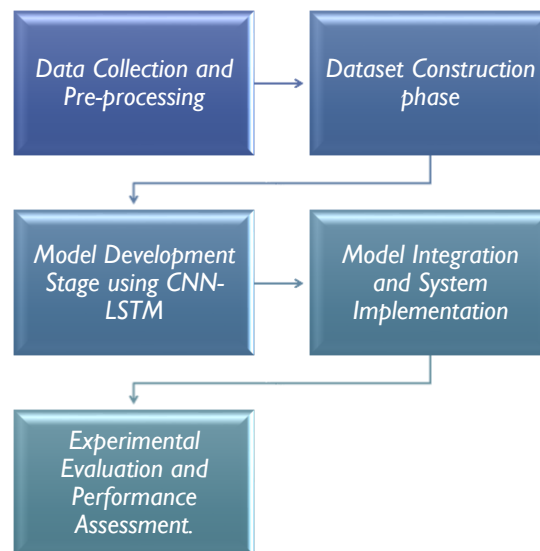 Data Collection and
Pre-processing
Dataset Construction
phase
Model Development
Stage using CNN-
LSTM
Model Integration
and System
Implementation
Experimental
Evaluation and
Performance
Assessment.